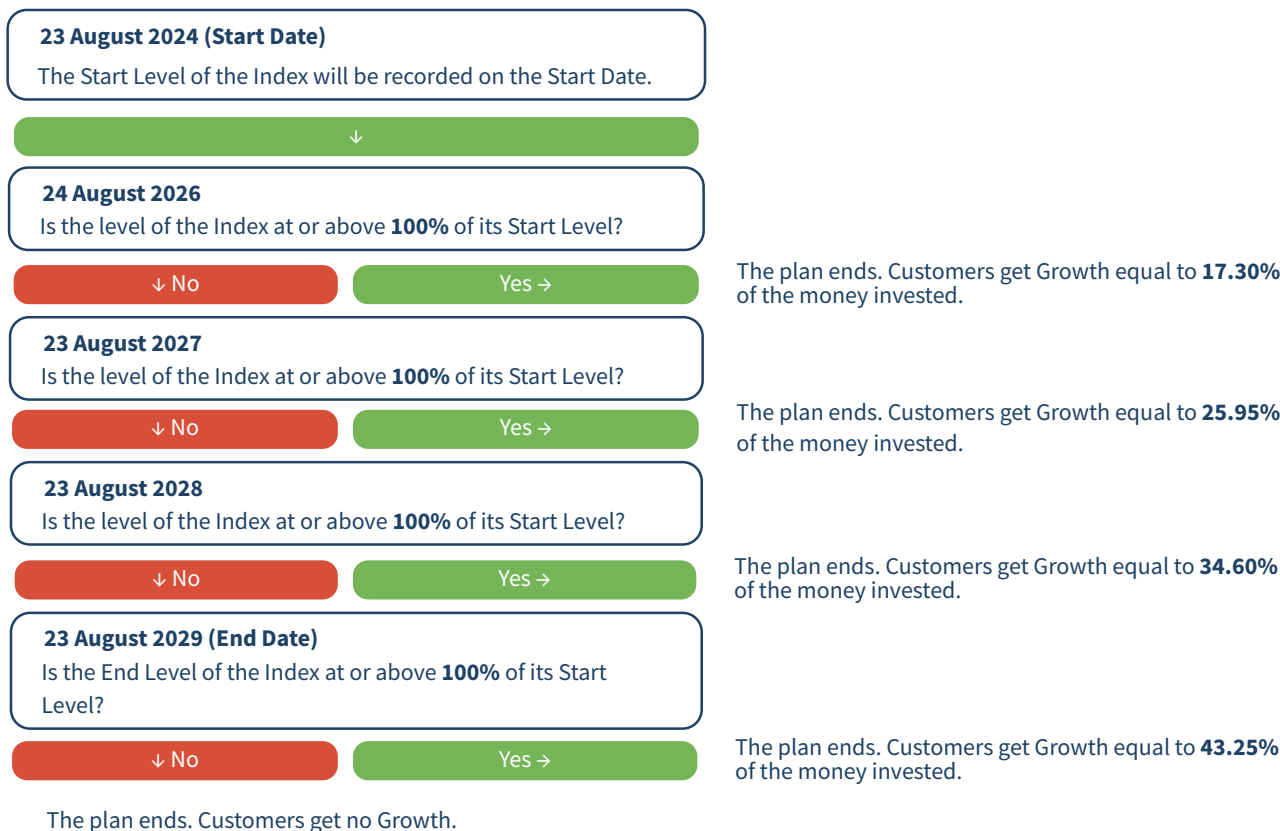 23 August 2024 (Start Date)
The Start Level of the Index will be recorded on the Start Date.
↓
24 August 2026
Is the level of the Index at or above 100% of its Start Level?
↓ No
Yes →
The plan ends. Customers get Growth equal to 17.30%
of the money invested.
23 August 2027
Is the level of the Index at or above 100% of its Start Level?
↓ No
Yes →
The plan ends. Customers get Growth equal to 25.95%
of the money invested.
23 August 2028
Is the level of the Index at or above 100% of its Start Level?
↓ No
Yes →
The plan ends. Customers get Growth equal to 34.60%
of the money invested.
23 August 2029 (End Date)
Is the End Level of the Index at or above 100% of its Start
Level?
↓ No
Yes →
The plan ends. Customers get Growth equal to 43.25%
of the money invested.
The plan ends. Customers get no Growth.